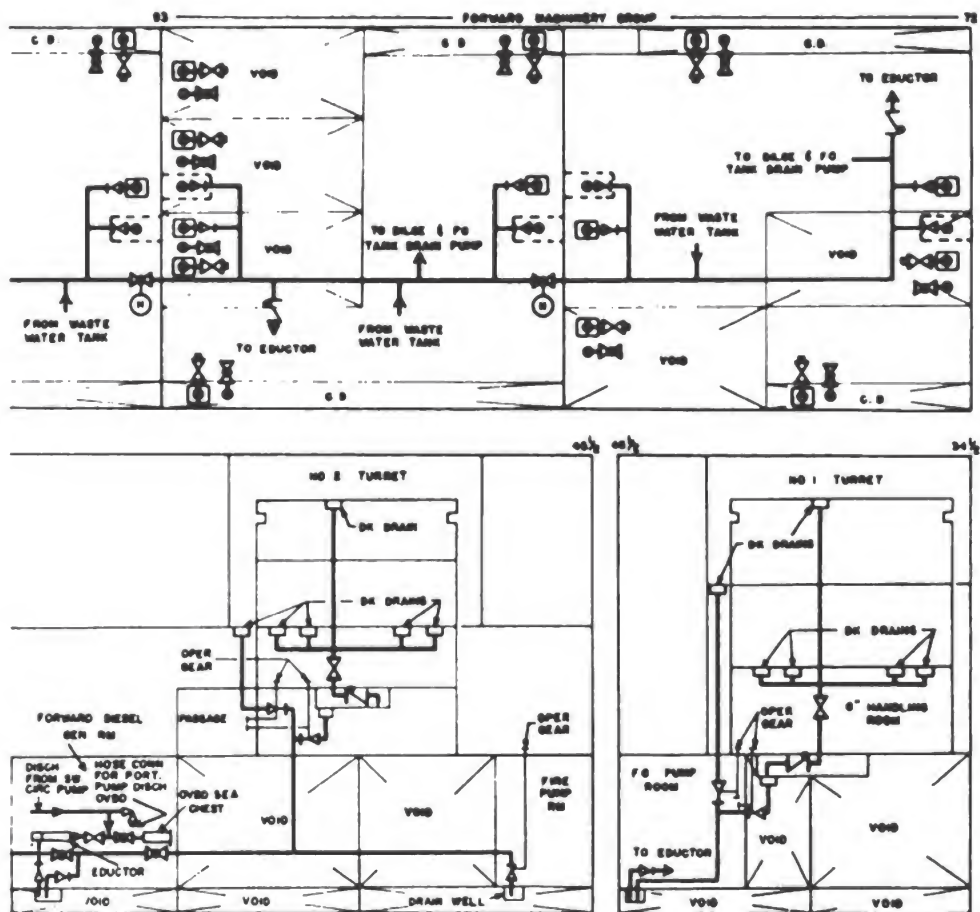 93 FORWARD MACHINERY GROUP 72
C.D.
C.D.
C.D.
VOID
VOID
VOID
TO EDUCTOR
TO BILGE & FO
TANK DRAIN PUMP
TO BILGE & FO
TANK DRAIN PUMP
FROM WASTE
WATER TANK
VOID
M
M
FROM WASTE
WATER TANK
TO EDUCTOR
FROM WASTE
WATER TANK
VOID
C.D.
C.D.
NO 2 TURRET
DK DRAIN
DK DRAINS
OPER
GEAR
PASSAGE
FORWARD DIESEL
GEN RM
DISCH
FROM SW
CIRC PUMP
HOSE CONN
FOR PORT.
PUMP DISCH
OVBD
OVBD SEA
CHEST
EDUCTOR
VOID
VOID
OPER
GEAR
FIRE
PUMP
RM
VOID
VOID
DRAIN WELL
NO 1 TURRET
DK DRAINS
DK DRAINS
OPER
GEAR
HANDLING
ROOM
F.O PUMP
ROOM
VOID
VOID
TO EDUCTOR
VOID
VOID